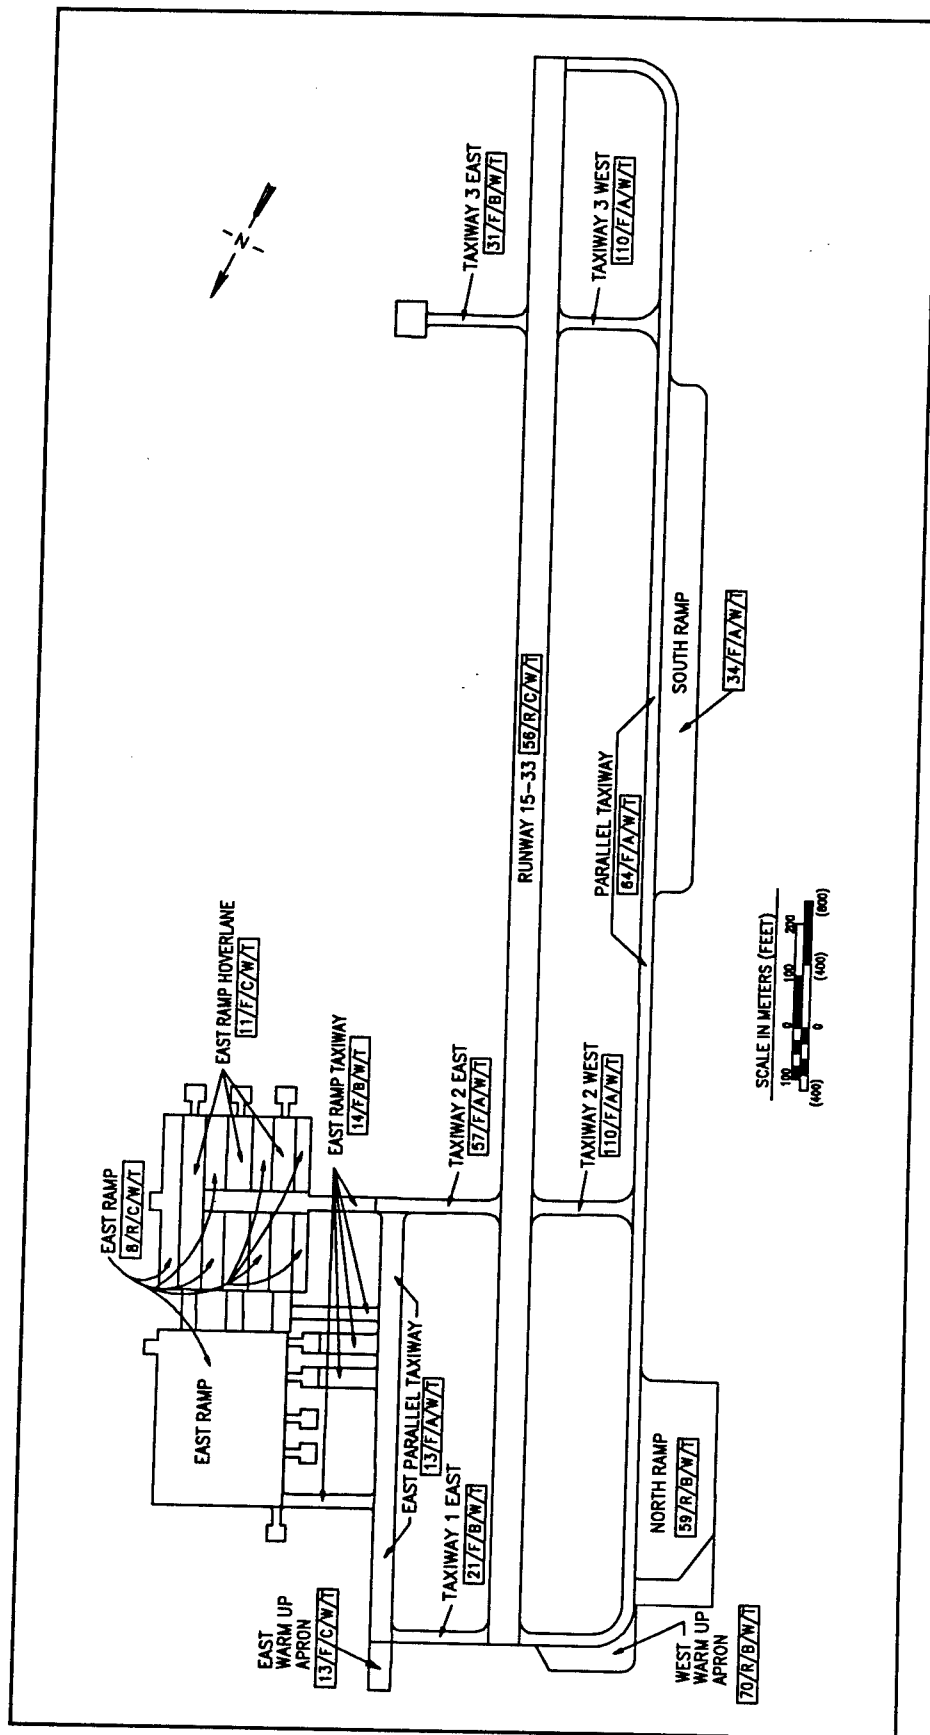 N
TAXIWAY 3 EAST
31/F/B/W/T
TAXIWAY 3 WEST
110/F/A/W/T
RUNWAY 15-33 56/R/C/W/T
SOUTH RAMP
34/F/A/W/T
PARALLEL TAXIWAY
64/F/A/W/T
EAST RAMP HOVERLANE
11/F/C/W/T
EAST RAMP TAXIWAY
14/F/B/W/T
EAST RAMP
8/R/C/W/T
EAST RAMP
TAXIWAY 2 EAST
57/F/A/W/T
TAXIWAY 2 WEST
110/F/A/W/T
EAST PARALLEL TAXIWAY
13/F/A/W/T
TAXIWAY 1 EAST
21/F/B/W/T
EAST
WARM UP
APRON
13/F/C/W/T
NORTH RAMP
59/R/B/W/T
WEST
WARM UP
APRON
70/R/B/W/T
SCALE IN METERS (FEET)
100 0 100 200
(400) 0 (400) (800)